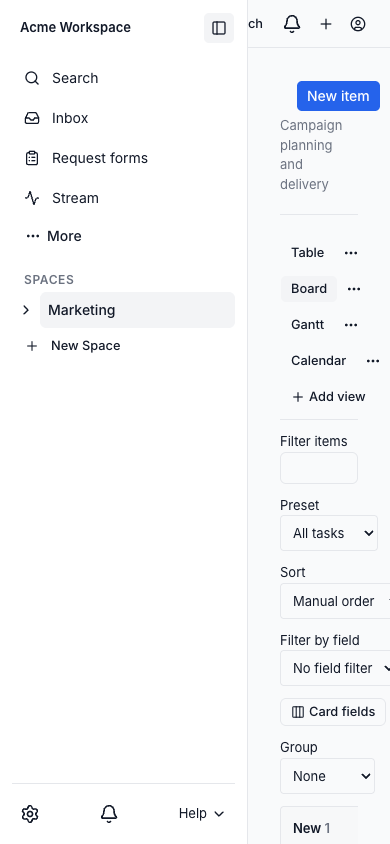 Acme Workspace
Search
Inbox
Request forms
Stream
More
SPACES
Marketing
New Space
Help
ch
New item
Campaign
planning
and
delivery
Table
Board
Gantt
Calendar
Add view
Filter items
Preset
All tasks
Sort
Manual order
Filter by field
No field filter
Card fields
Group
None
New 1